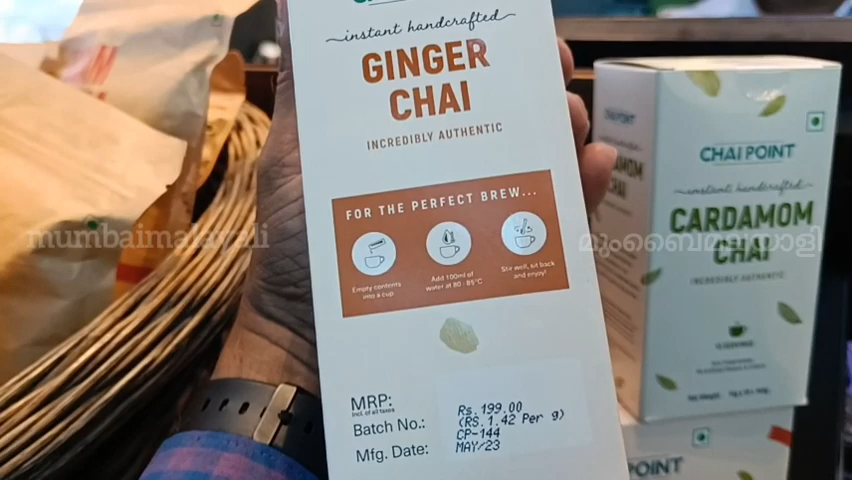 instant handcrafted
GINGER
CHAI
INCREDIBLY AUTHENTIC
FOR THE PERFECT BREW...
Empty contents
into a cup
Add 100ml of
water at 80 - 85°C
Stir well, sit back
and enjoy!
MRP:
Incl. of all taxes
Rs.199.00
(RS.1.42 Per g)
Batch No.:
CP-144
Mfg. Date:
MAY/23
CHAI POINT
instant handcrafted
CARDAMOM
CHAI
INCREDIBLY AUTHENTIC
CHAI POINT
CHAI
POINT
mumbaimalayali
മുംബൈമലയാളി